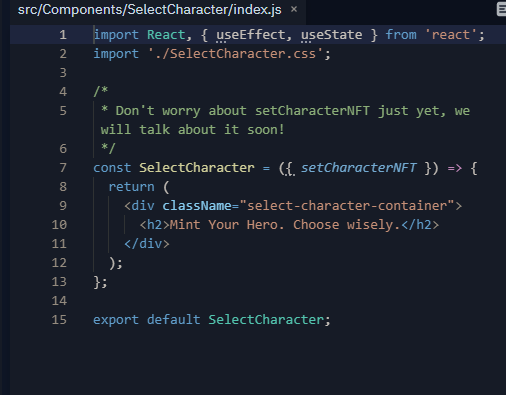 src/Components/SelectCharacter/index.js ×
1 import React, { useEffect, useState } from 'react';
2 import './SelectCharacter.css';
3
4 /*
5  * Don't worry about setCharacterNFT just yet, we
will talk about it soon!
6  */
7 const SelectCharacter = ({ setCharacterNFT }) => {
8   return (
9     <div className="select-character-container">
10       <h2>Mint Your Hero. Choose wisely.</h2>
11     </div>
12   );
13 };
14
15 export default SelectCharacter;